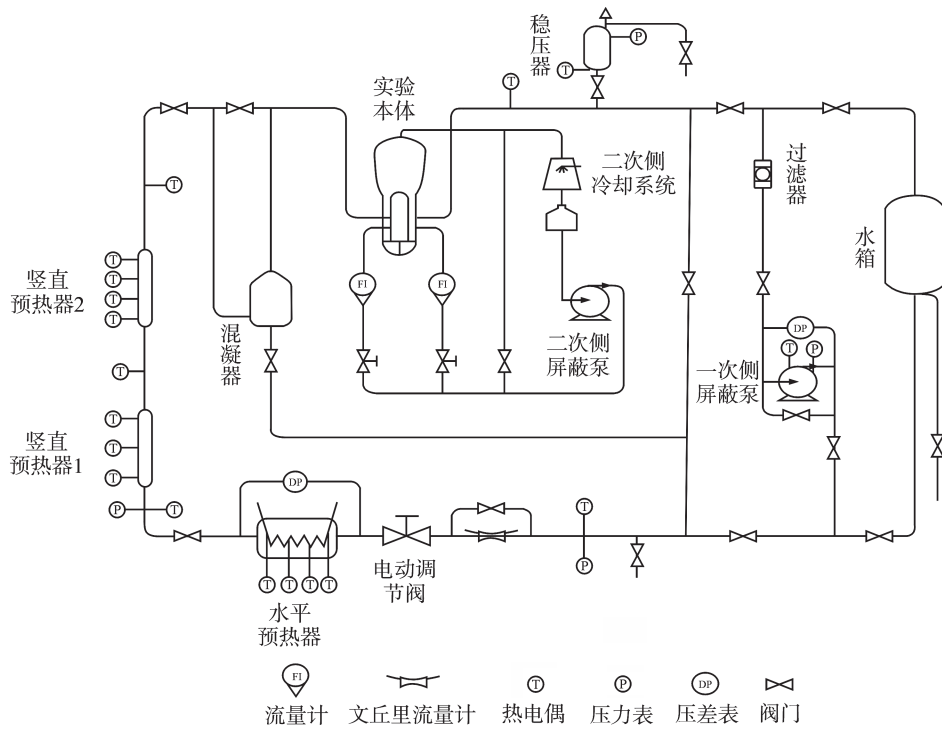 稳
压
器
P
T
T
实验
本体
二次侧
冷却系统
过
滤
器
T
水
箱
T
T
T
T
竖直
预热器2
FI
FI
混
凝
器
DP
T
P
二次侧
屏蔽泵
一次侧
屏蔽泵
T
T
T
T
竖直
预热器1
P
T
DP
T
P
T
T
T
T
电动调
节阀
水平
预热器
FI
T
P
DP
流量计
文丘里流量计
热电偶
压力表
压差表
阀门